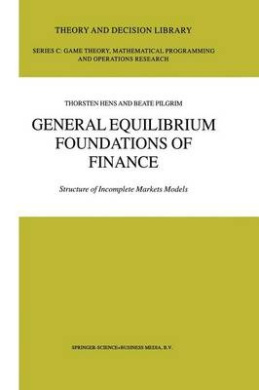 THEORY AND DECISION LIBRARY
SERIES C: GAME THEORY, MATHEMATICAL PROGRAMMING
AND OPERATIONS RESEARCH
THORSTEN HENS AND BEATE PILGRIM
GENERAL EQUILIBRIUM
FOUNDATIONS OF
FINANCE
Structure of Incomplete Markets Models
SPRINGER-SCIENCE+BUSINESS MEDIA, B.V.